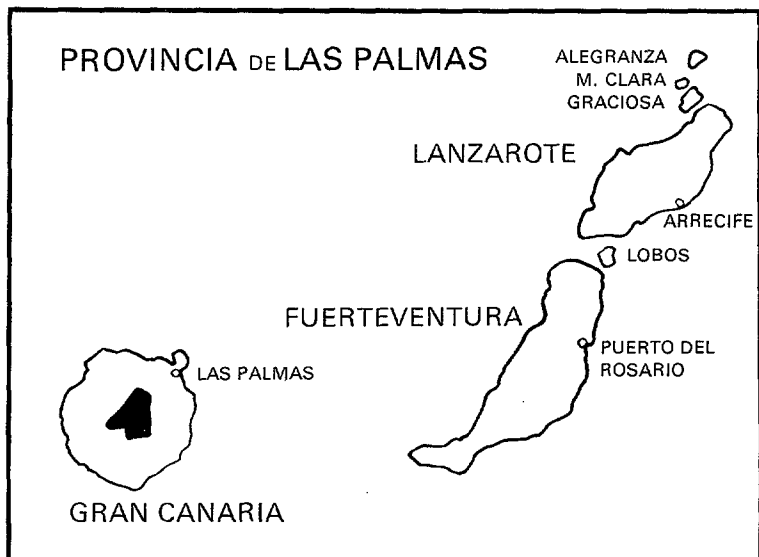 PROVINCIA DE LAS PALMAS
ALEGRANZA
M. CLARA
GRACIOSA
LANZAROTE
ARRECIFE
LOBOS
FUERTEVENTURA
PUERTO DEL
ROSARIO
LAS PALMAS
GRAN CANARIA